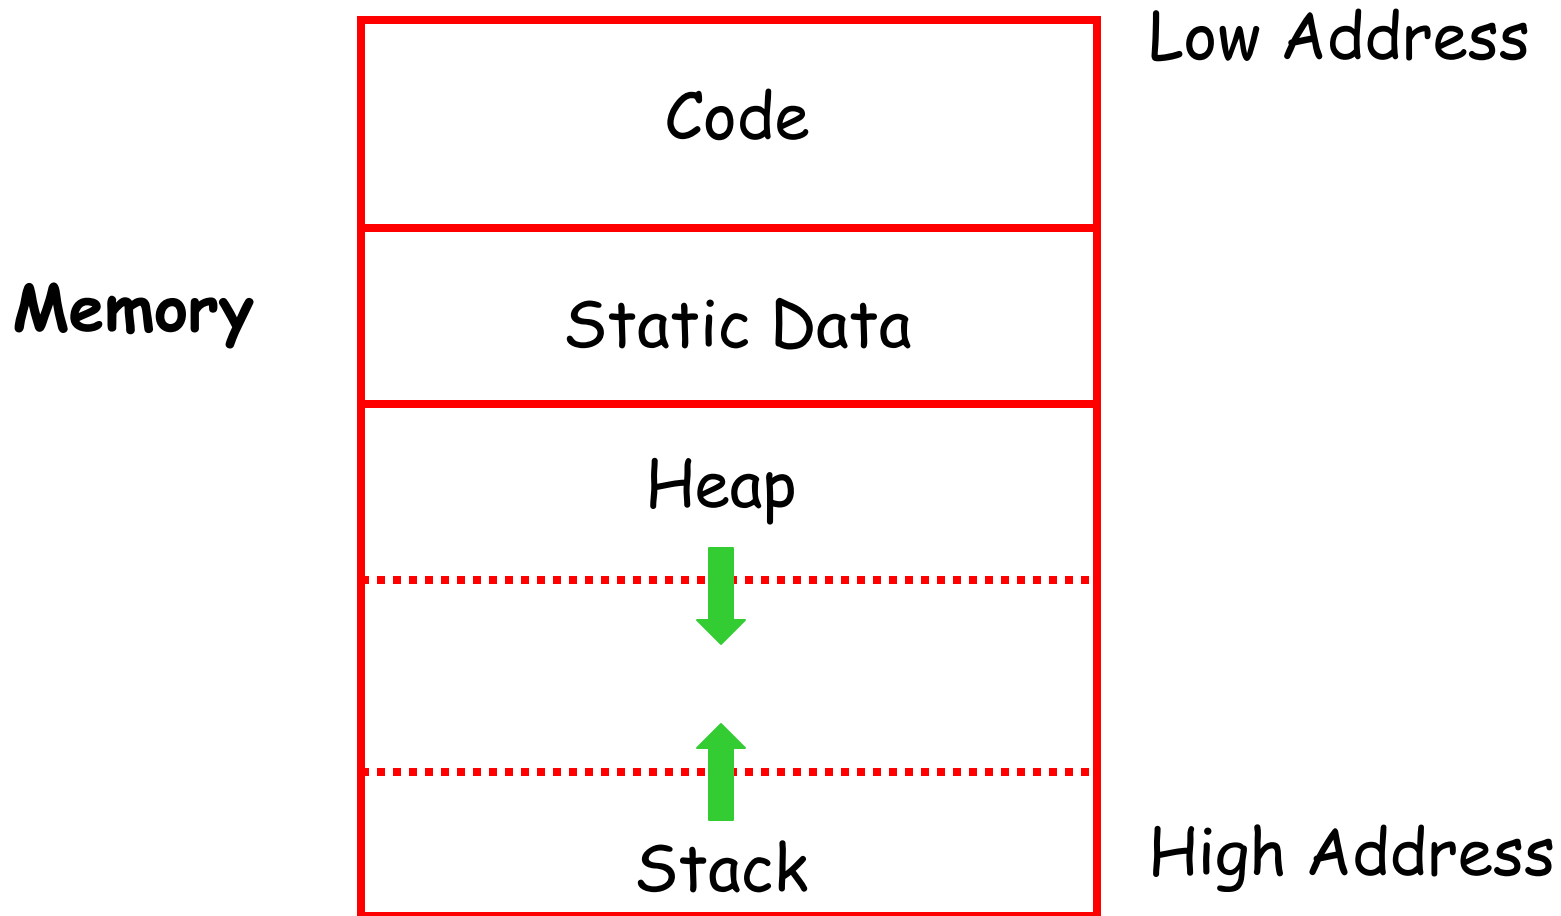 Low Address
Code
Memory
Static Data
Heap
Stack
High Address